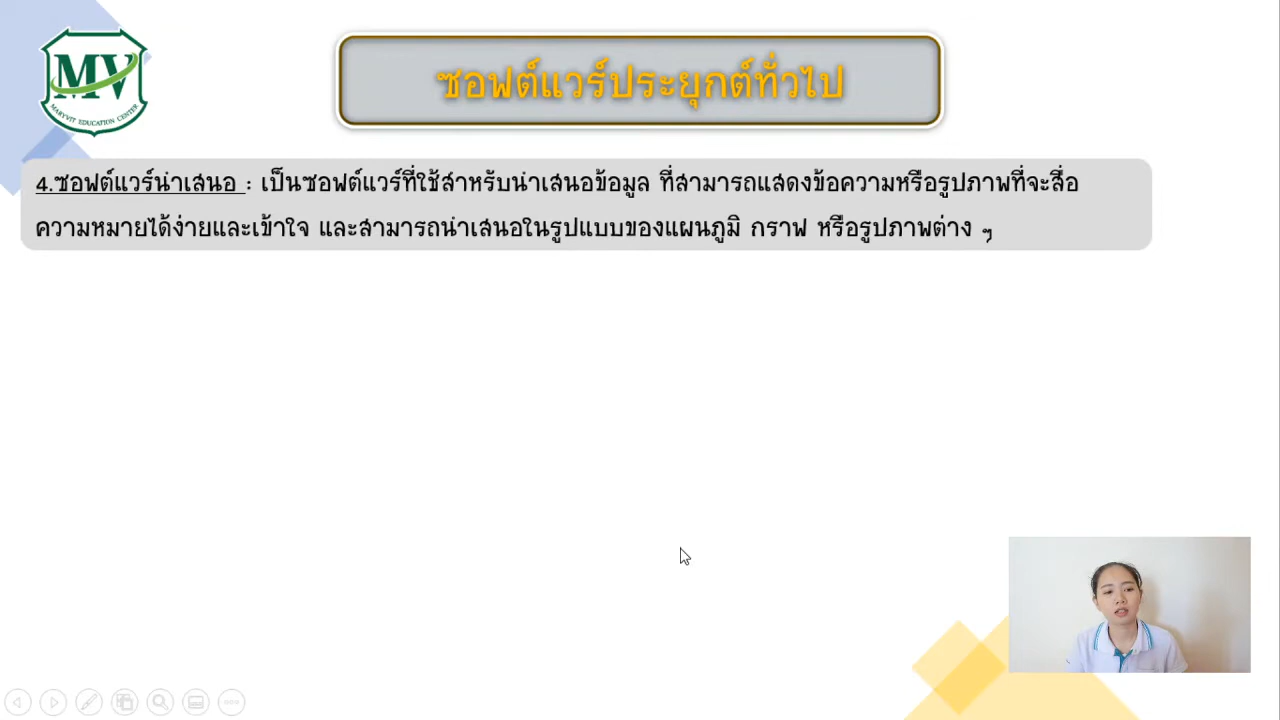 MV
MARYVIT EDUCATION CENTER
ซอฟต์แวร์ประยุกต์ทั่วไป
4.ซอฟต์แวร์นำเสนอ : เป็นซอฟต์แวร์ที่ใช้สำหรับนำเสนอข้อมูล ที่สามารถแสดงข้อความหรือรูปภาพที่จะสื่อ
ความหมายได้ง่ายและเข้าใจ และสามารถนำเสนอในรูปแบบของแผนภูมิ กราฟ หรือรูปภาพต่าง ๆ